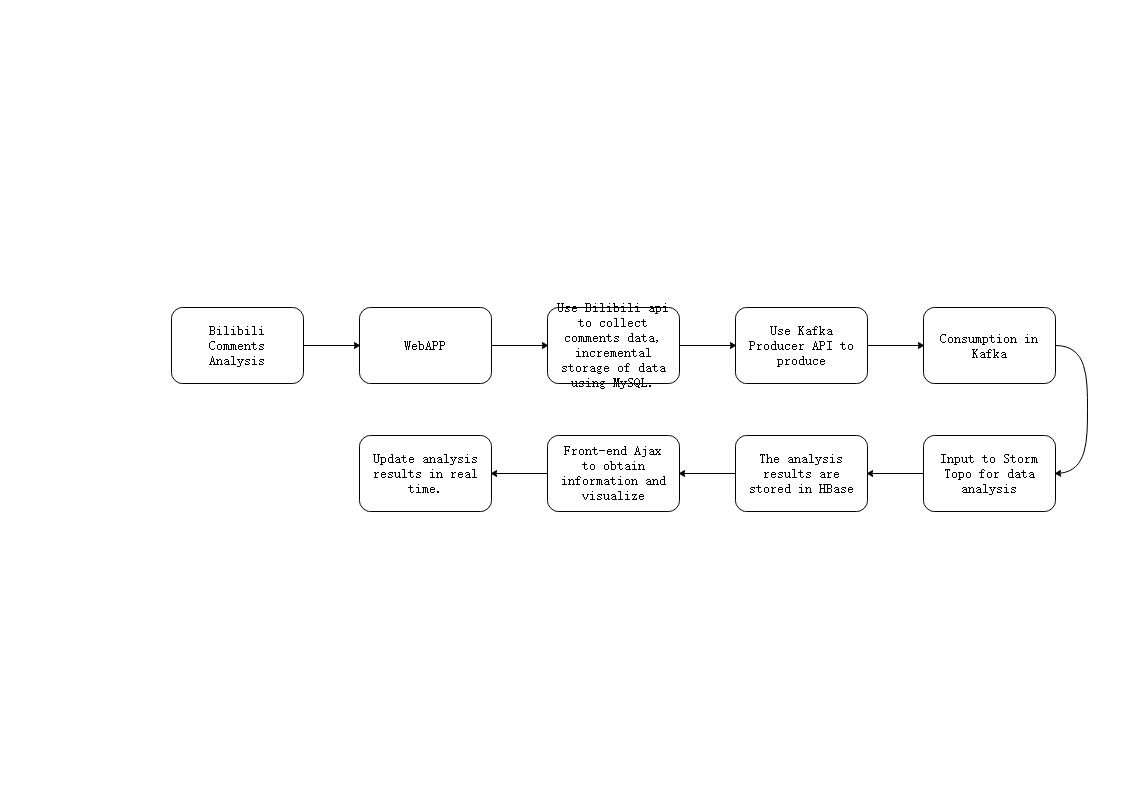 Bilibili
Comments
Analysis
WebAPP
Use Bilibili api
to collect
comments data,
incremental
storage of data
using MySQL.
Use Kafka
Producer API to
produce
Consumption in
Kafka
Input to Storm
Topo for data
analysis
The analysis
results are
stored in HBase
Front-end Ajax
to obtain
information and
visualize
Update analysis
results in real
time.